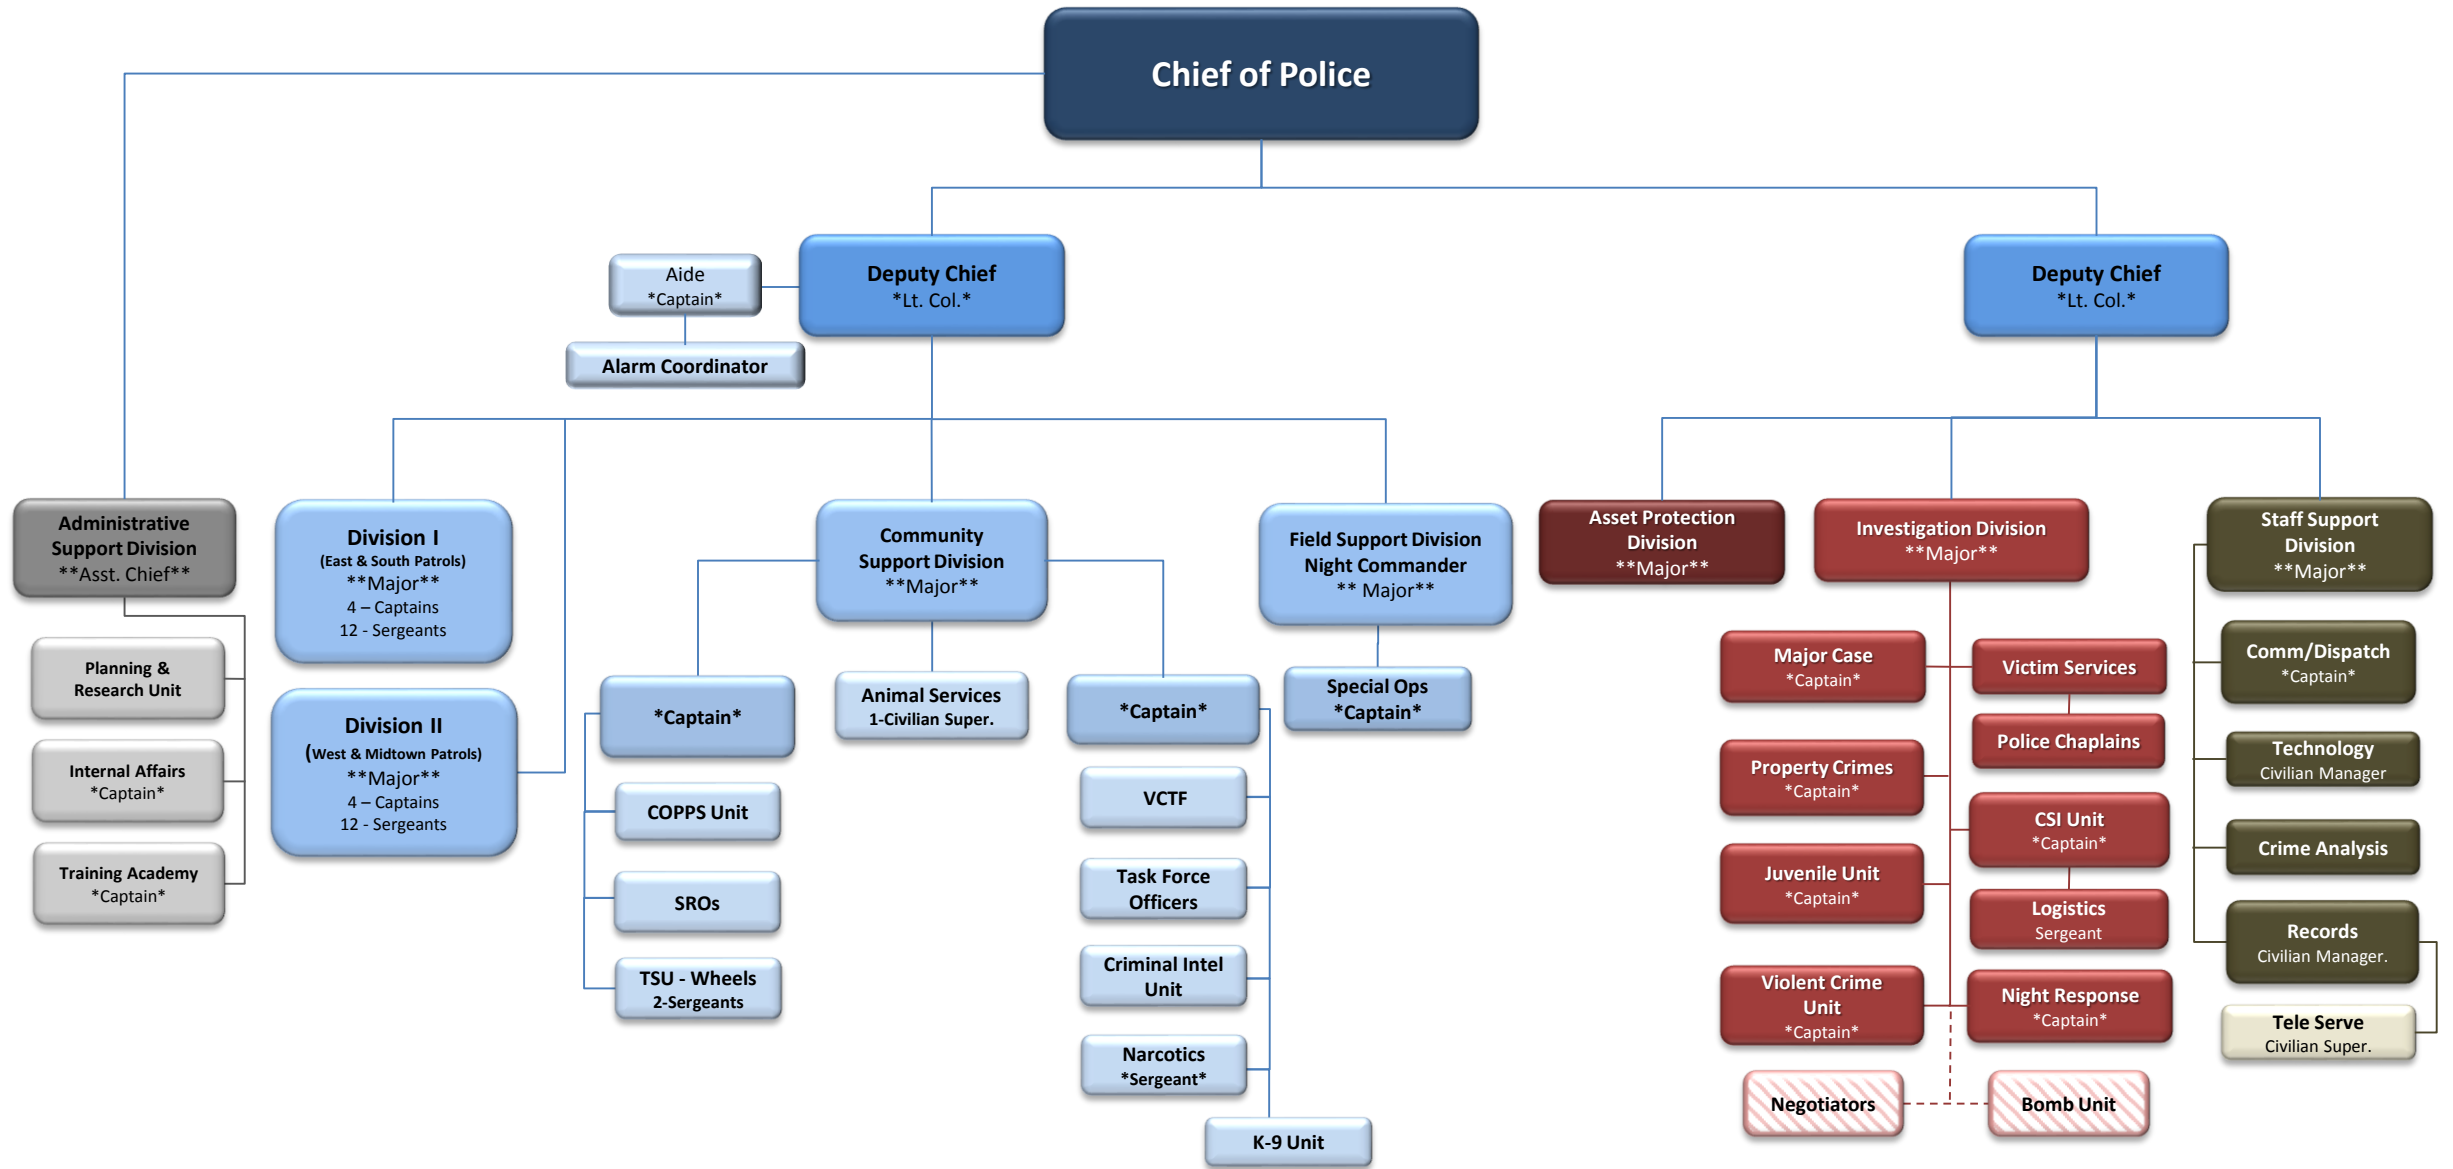 Chief of Police
Aide
*Captain*
Alarm Coordinator
Deputy Chief
*Lt. Col.*
Deputy Chief
*Lt. Col.*
Administrative
Support Division
**Asst. Chief**
Planning &
Research Unit
Internal Affairs
*Captain*
Training Academy
*Captain*
Division I
(East & South Patrols)
**Major**
4 – Captains
12 - Sergeants
Division II
(West & Midtown Patrols)
**Major**
4 – Captains
12 - Sergeants
Community
Support Division
**Major**
*Captain*
COPPS Unit
SROs
TSU - Wheels
2-Sergeants
Animal Services
1-Civilian Super.
*Captain*
VCTF
Task Force
Officers
Criminal Intel
Unit
Narcotics
*Sergeant*
K-9 Unit
Field Support Division
Night Commander
** Major**
Special Ops
*Captain*
Asset Protection
Division
**Major**
Investigation Division
**Major**
Major Case
*Captain*
Property Crimes
*Captain*
Juvenile Unit
*Captain*
Violent Crime
Unit
*Captain*
Victim Services
Police Chaplains
CSI Unit
*Captain*
Logistics
Sergeant
Night Response
*Captain*
Negotiators
Bomb Unit
Staff Support
Division
**Major**
Comm/Dispatch
*Captain*
Technology
Civilian Manager
Crime Analysis
Records
Civilian Manager.
Tele Serve
Civilian Super.